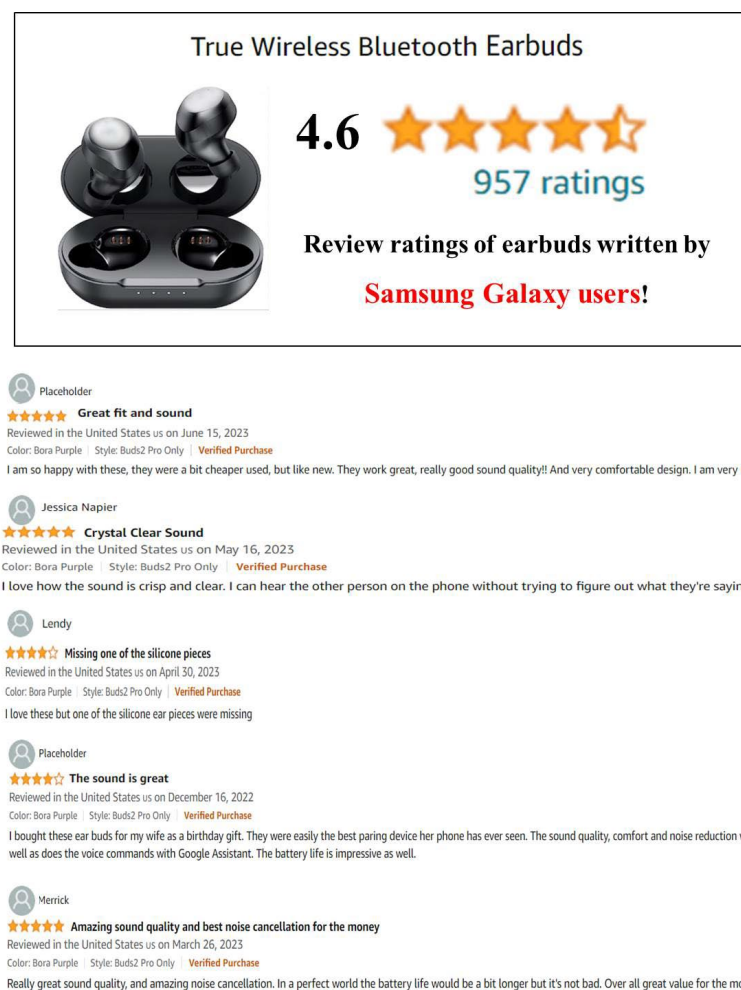 True Wireless Bluetooth Earbuds
4.6
957 ratings
Review ratings of earbuds written by
Samsung Galaxy users!
Placeholder
Great fit and sound
Reviewed in the United States us on June 15, 2023
Color: Bora Purple | Style: Buds2 Pro Only | Verified Purchase
I am so happy with these, they were a bit cheaper used, but like new. They work great, really good sound quality!! And very comfortable design. I am very
Jessica Napier
Crystal Clear Sound
Reviewed in the United States us on May 16, 2023
Color: Bora Purple | Style: Buds2 Pro Only | Verified Purchase
I love how the sound is crisp and clear. I can hear the other person on the phone without trying to figure out what they're sayin
Lendy
Missing one of the silicone pieces
Reviewed in the United States us on April 30, 2023
Color: Bora Purple | Style: Buds2 Pro Only | Verified Purchase
I love these but one of the silicone ear pieces were missing
Placeholder
The sound is great
Reviewed in the United States us on December 16, 2022
Color: Bora Purple | Style: Buds2 Pro Only | Verified Purchase
I bought these ear buds for my wife as a birthday gift. They were easily the best paring device her phone has ever seen. The sound quality, comfort and noise reduction
well as does the voice commands with Google Assistant. The battery life is impressive as well.
Merrick
Amazing sound quality and best noise cancellation for the money
Reviewed in the United States us on March 26, 2023
Color: Bora Purple | Style: Buds2 Pro Only | Verified Purchase
Really great sound quality, and amazing noise cancellation. In a perfect world the battery life would be a bit longer but it's not bad. Over all great value for the mo